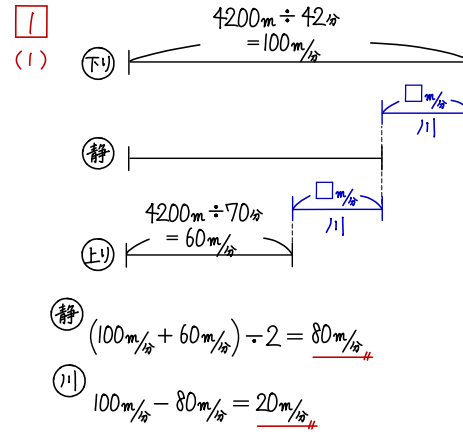 1
(1)
4200m÷42分
=100m/分
下り
□m/分
川
静
□m/分
川
4200m÷70分
=60m/分
上り
静
(100m/分+60m/分)÷2=80m/分
川
100m/分-80m/分=20m/分